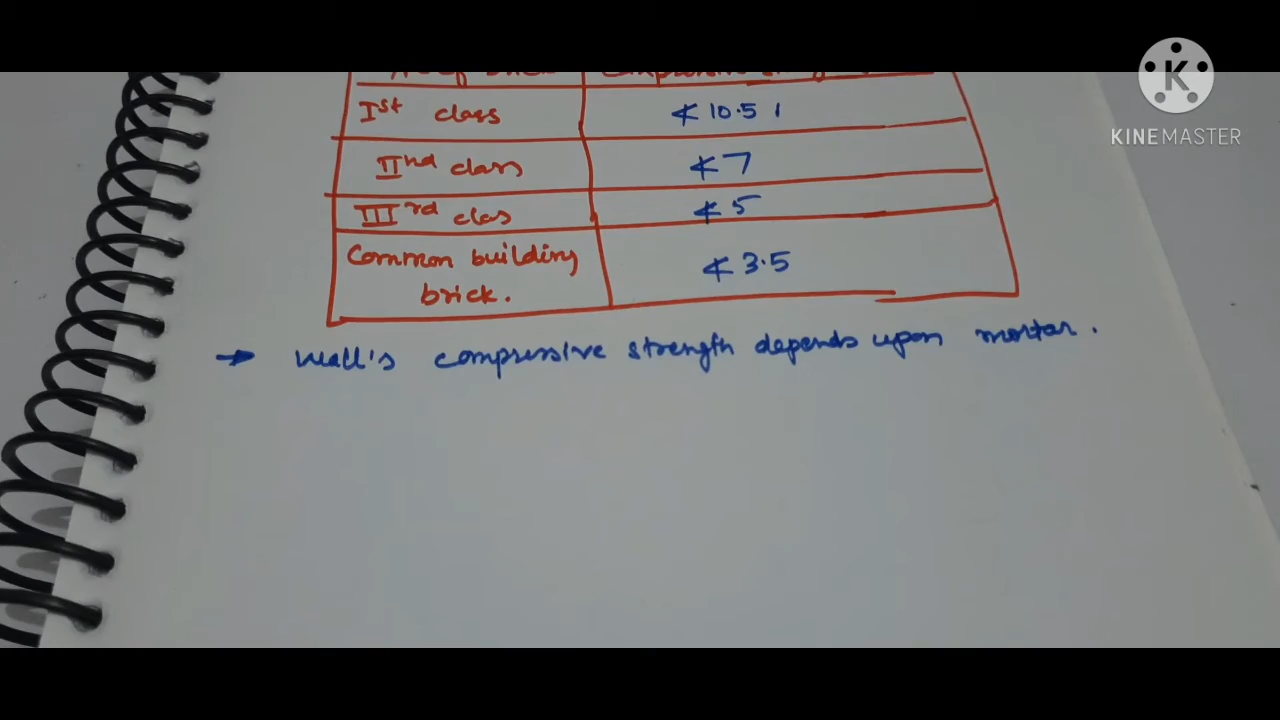 Ist class ≮ 10.5
IInd class ≮ 7
IIIrd clas ≮ 5
Common building ≮ 3.5
brick.
→ wall's compressive strength depends upon mortar.
K
KINEMASTER